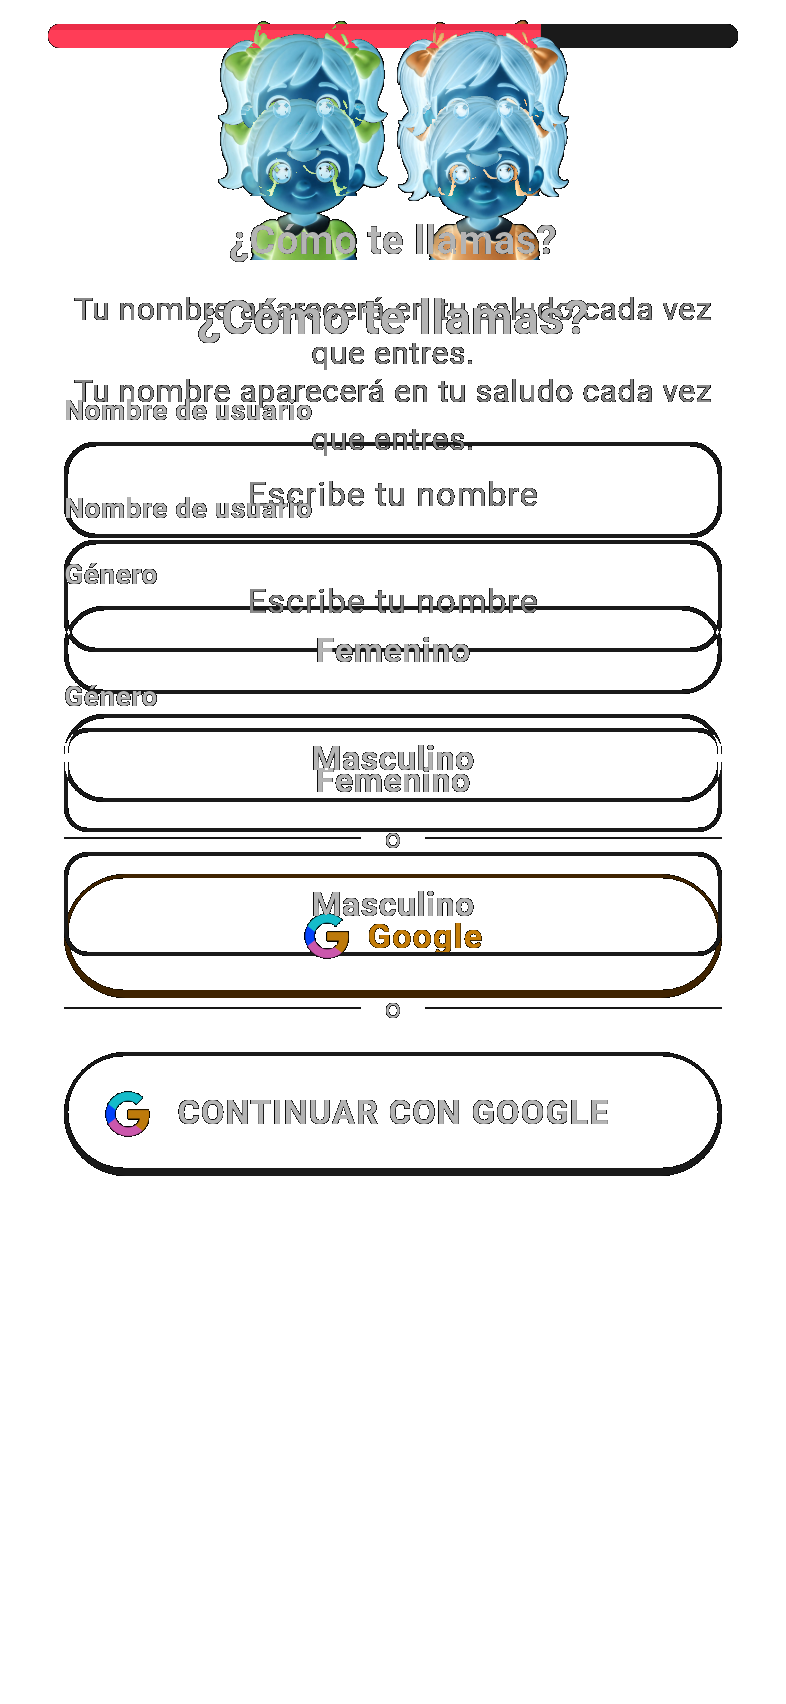 ¿Cómo te llamas?
Tu nombre aparecerá en tu saludo cada vez
¿Cómo te llamas?
que entres.
Tu nombre aparecerá en tu saludo cada vez
Nombre de usuario
que entres.
Escribe tu nombre
Nombre de usuario
Género
Escribe tu nombre
Femenino
Género
Masculino
Femenino
O
Masculino
Google
O
CONTINUAR CON GOOGLE